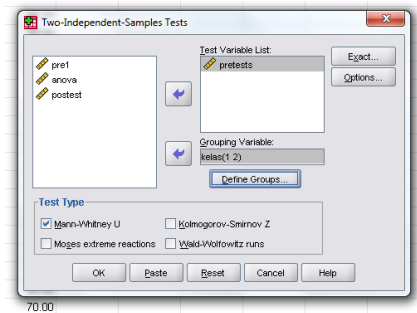 Two-Independent-Samples Tests
Test Variable List:
pre1
anova
postest
pretests
Exact...
Options...
Grouping Variable:
kelas(1 2)
Define Groups...
Test Type
Mann-Whitney U
Kolmogorov-Smirnov Z
Moses extreme reactions
Wald-Wolfowitz runs
OK
Paste
Reset
Cancel
Help
70.00